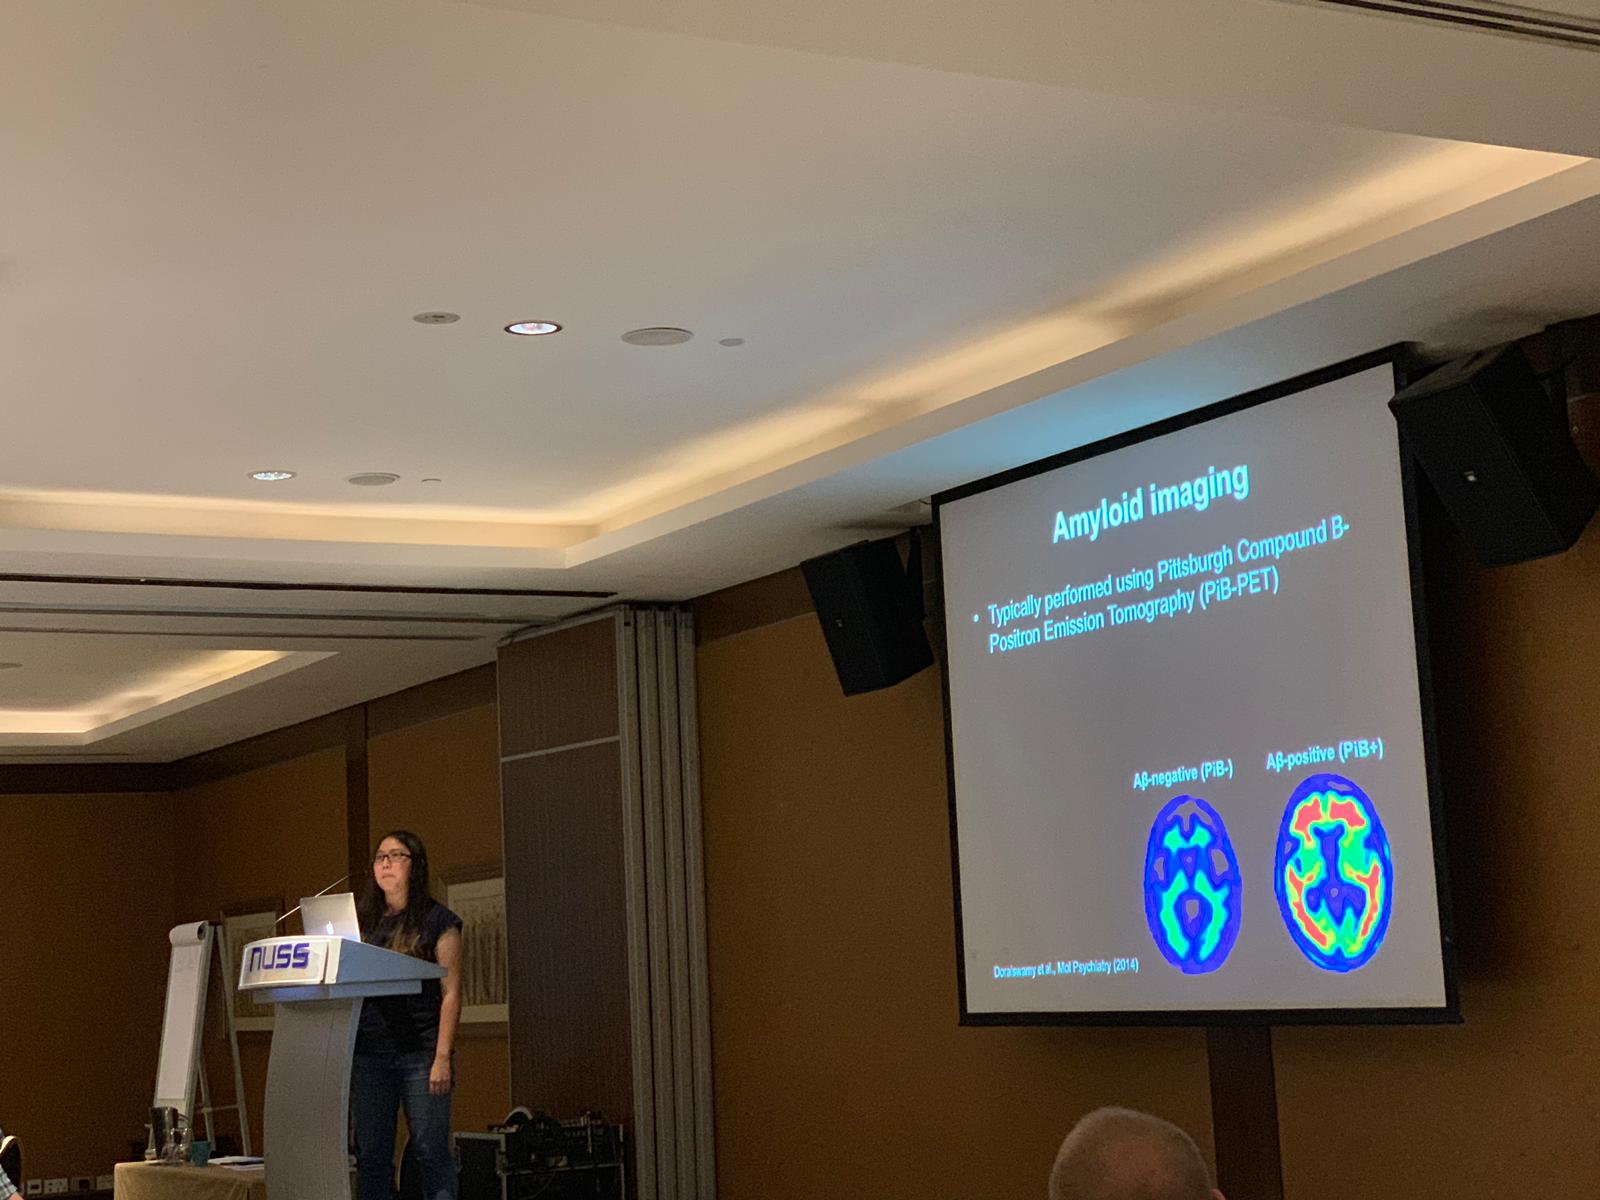 Amyloid imaging
• Typically performed using Pittsburgh Compound B-
Positron Emission Tomography (PiB-PET)
Aβ-negative (PiB-)
Aβ-positive (PiB+)
Doraiswamy et al., Mol Psychiatry (2014)
nuss